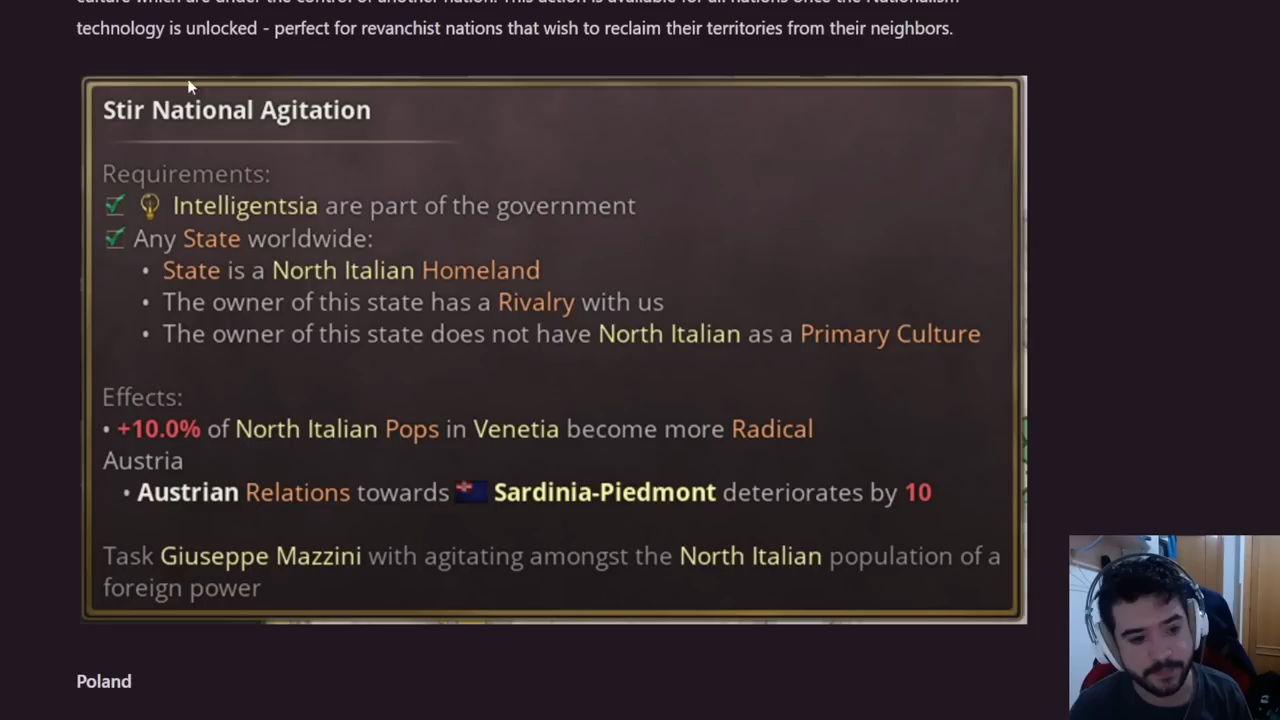 technology is unlocked - perfect for revanchist nations that wish to reclaim their territories from their neighbors.
Stir National Agitation
Requirements:
Intelligentsia are part of the government
Any State worldwide:
• State is a North Italian Homeland
• The owner of this state has a Rivalry with us
• The owner of this state does not have North Italian as a Primary Culture
Effects:
• +10.0% of North Italian Pops in Venetia become more Radical
Austria
• Austrian Relations towards Sardinia-Piedmont deteriorates by 10
Task Giuseppe Mazzini with agitating amongst the North Italian population of a
foreign power
Poland